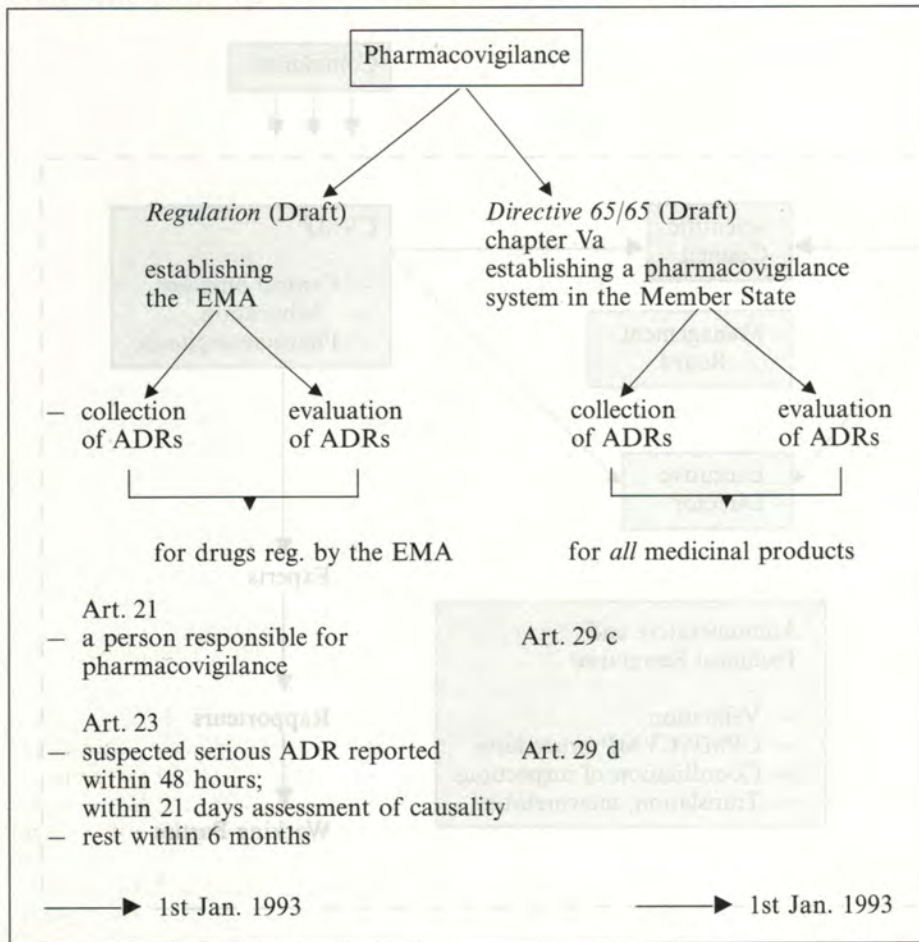 Pharmacovigilance
Regulation (Draft)
establishing
the EMA
Directive 65/65 (Draft)
chapter Va
establishing a pharmacovigilance
system in the Member State
– collection
of ADRs
evaluation
of ADRs
collection
of ADRs
evaluation
of ADRs
for drugs reg. by the EMA
for all medicinal products
Art. 21
– a person responsible for
pharmacovigilance
Art. 29 c
Art. 23
– suspected serious ADR reported
within 48 hours;
within 21 days assessment of causality
– rest within 6 months
Art. 29 d
1st Jan. 1993
1st Jan. 1993